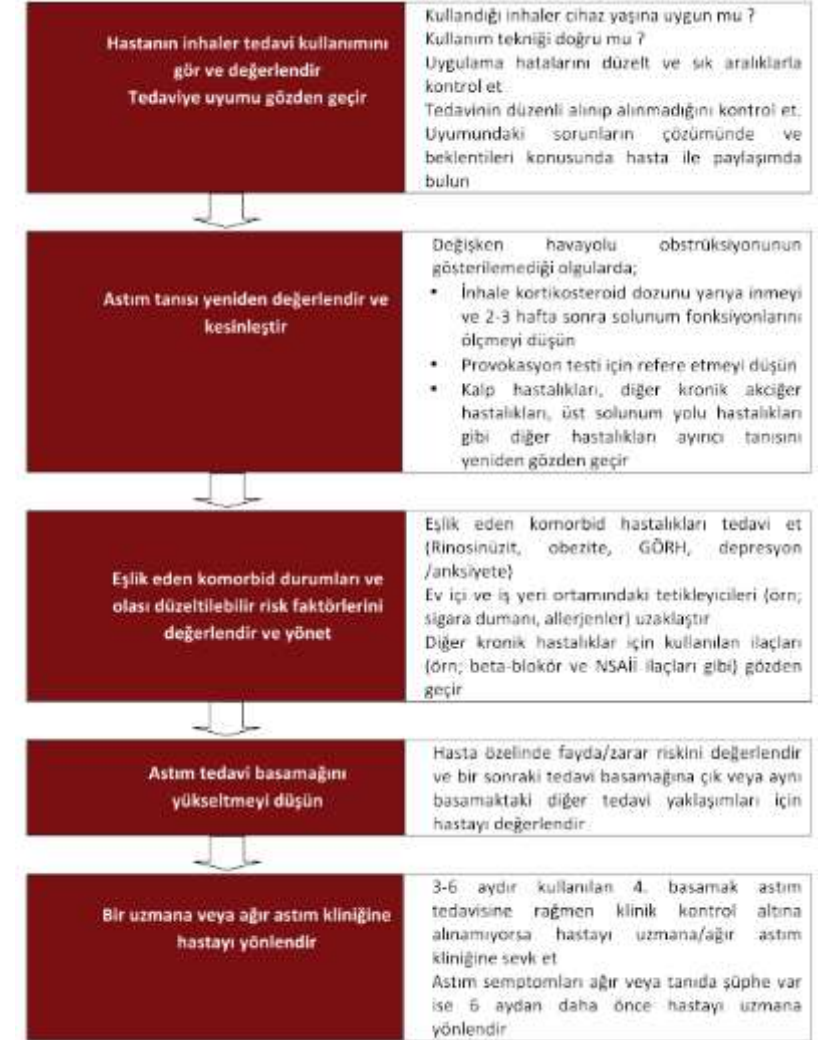 Hastanın inhaler tedavi kullanımını
gör ve değerlendir
Tedaviye uyumu gözden geçir
Kullandığı inhaler cihaz yaşına uygun mu ?
Kullanım tekniği doğru mu ?
Uygulama hatalarını düzelt ve sık aralıklarla
kontrol et
Tedavinin düzenli alınıp alınmadığını kontrol et.
Uyumundaki sorunların çözümünde ve
beklentileri konusunda hasta ile paylaşımda
bulun
Astım tanısı yeniden değerlendir ve
kesinleştir
Değişken havayolu obstrüksiyonunun
gösterilemediği olgularda;
• İnhale kortikosteroid dozunu yarıya inmeyi
ve 2-3 hafta sonra solunum fonksiyonlarını
ölçmeyi düşün
• Provokasyon testi için refere etmeyi düşün
• Kalp hastalıkları, diğer kronik akciğer
hastalıkları, üst solunum yolu hastalıkları
gibi diğer hastalıkları ayırıcı tanısını
yeniden gözden geçir
Eşlik eden komorbid durumları ve
olası düzeltilebilir risk faktörlerini
değerlendir ve yönet
Eşlik eden komorbid hastalıkları tedavi et
(Rinosinüzit, obezite, GÖRH, depresyon
/anksiyete)
Ev içi ve iş yeri ortamındaki tetikleyicileri (örn;
sigara dumanı, allerjenler) uzaklaştır
Diğer kronik hastalıklar için kullanılan ilaçları
(örn; beta-blokör ve NSAİİ ilaçları gibi) gözden
geçir
Astım tedavi basamağını
yükseltmeyi düşün
Hasta özelinde fayda/zarar riskini değerlendir
ve bir sonraki tedavi basamağına çık veya aynı
basamaktaki diğer tedavi yaklaşımları için
hastayı değerlendir
Bir uzmana veya ağır astım kliniğine
hastayı yönlendir
3-6 aydır kullanılan 4. basamak astım
tedavisine rağmen klinik kontrol altına
alınamıyorsa hastayı uzmana/ağır astım
kliniğine sevk et
Astım semptomları ağır veya tanıda şüphe var
ise 6 aydan daha önce hastayı uzmana
yönlendir